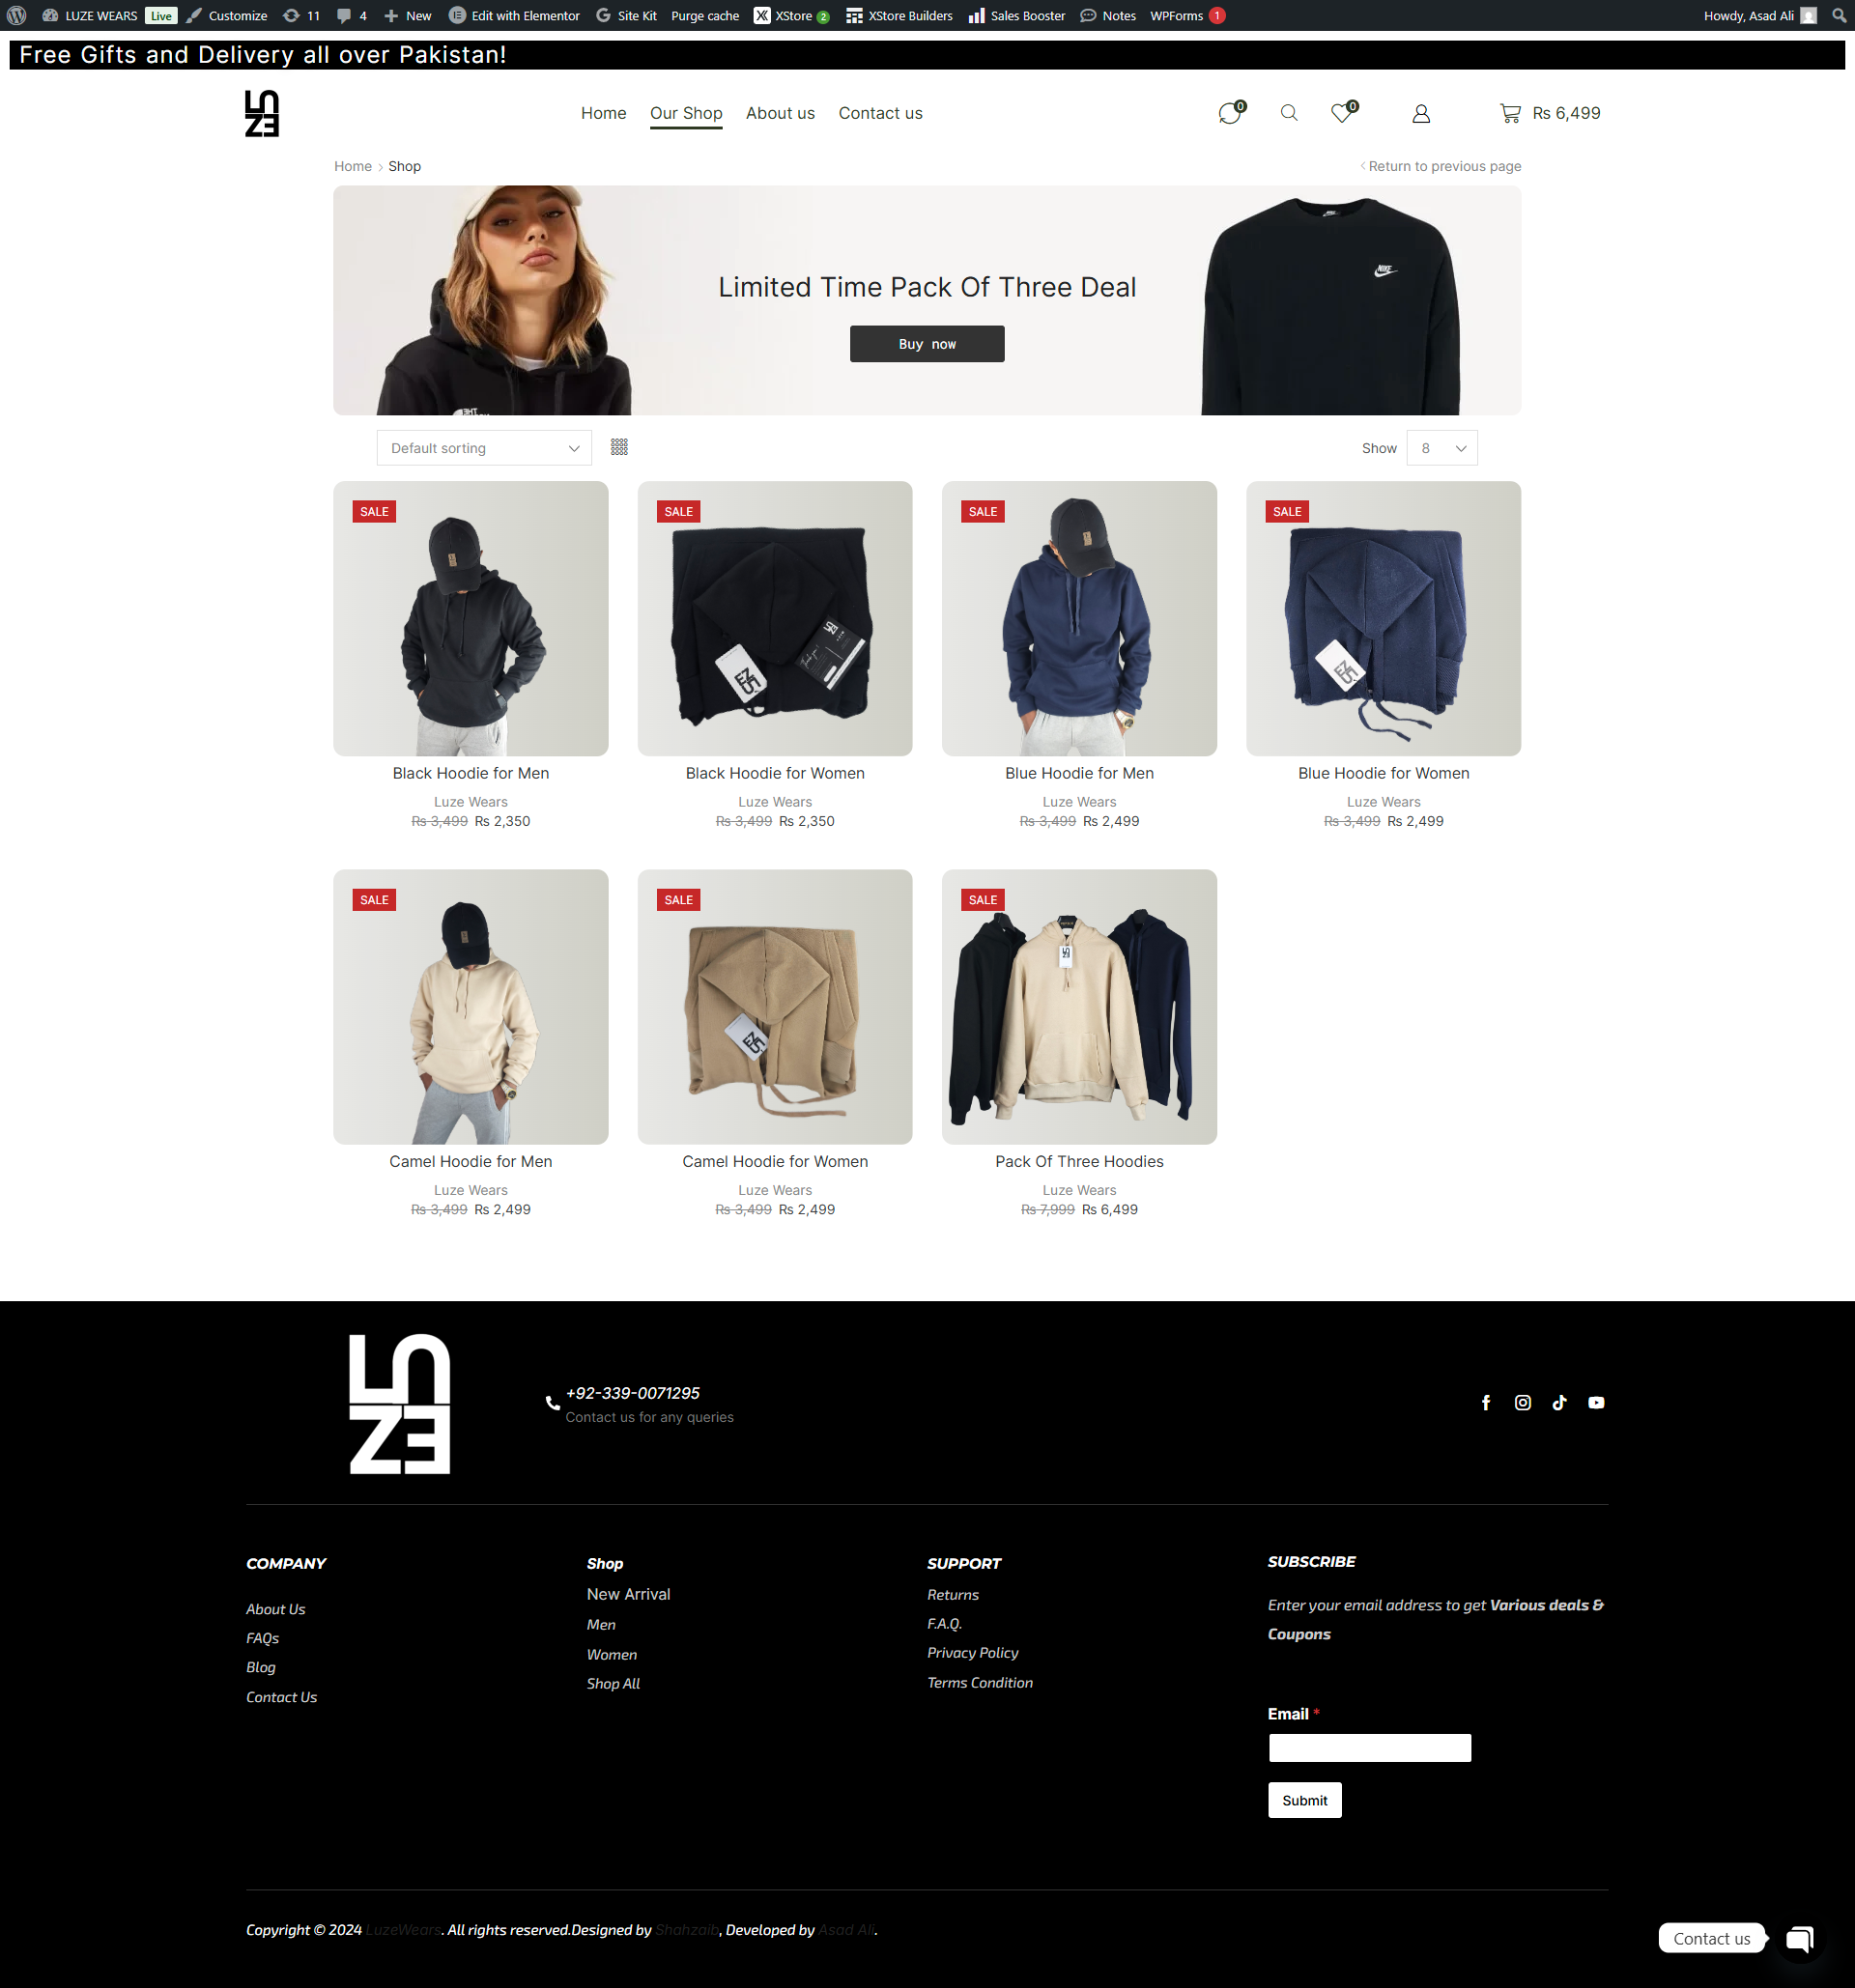 LUZE WEARS Live Customize 11 4 New Edit with Elementor Site Kit Purge cache XStore 2 XStore Builders Sales Booster Notes WPForms 1 Howdy, Asad Ali
Free Gifts and Delivery all over Pakistan!
LUZE Home Our Shop About us Contact us 0 0 ₨ 6,499
Home > Shop < Return to previous page
Limited Time Pack Of Three Deal
NIKE
Buy now
THE
Default sorting Show 8
SALE SALE SALE SALE
Black Hoodie for Men Black Hoodie for Women Blue Hoodie for Men Blue Hoodie for Women
Luze Wears Luze Wears Luze Wears Luze Wears
₨ 3,499 ₨ 2,350 ₨ 3,499 ₨ 2,350 ₨ 3,499 ₨ 2,499 ₨ 3,499 ₨ 2,499
SALE SALE SALE
Camel Hoodie for Men Camel Hoodie for Women Pack Of Three Hoodies
Luze Wears Luze Wears Luze Wears
₨ 3,499 ₨ 2,499 ₨ 3,499 ₨ 2,499 ₨ 7,999 ₨ 6,499
LUZE
+92-339-0071295
Contact us for any queries
COMPANY
About Us
FAQs
Blog
Contact Us
Shop
New Arrival
Men
Women
Shop All
SUPPORT
Returns
F.A.Q.
Privacy Policy
Terms Condition
SUBSCRIBE
Enter your email address to get Various deals &
Coupons
Email *
Submit
Copyright © 2024 LuzeWears. All rights reserved.Designed by Shahzaib, Developed by Asad Ali.
Contact us